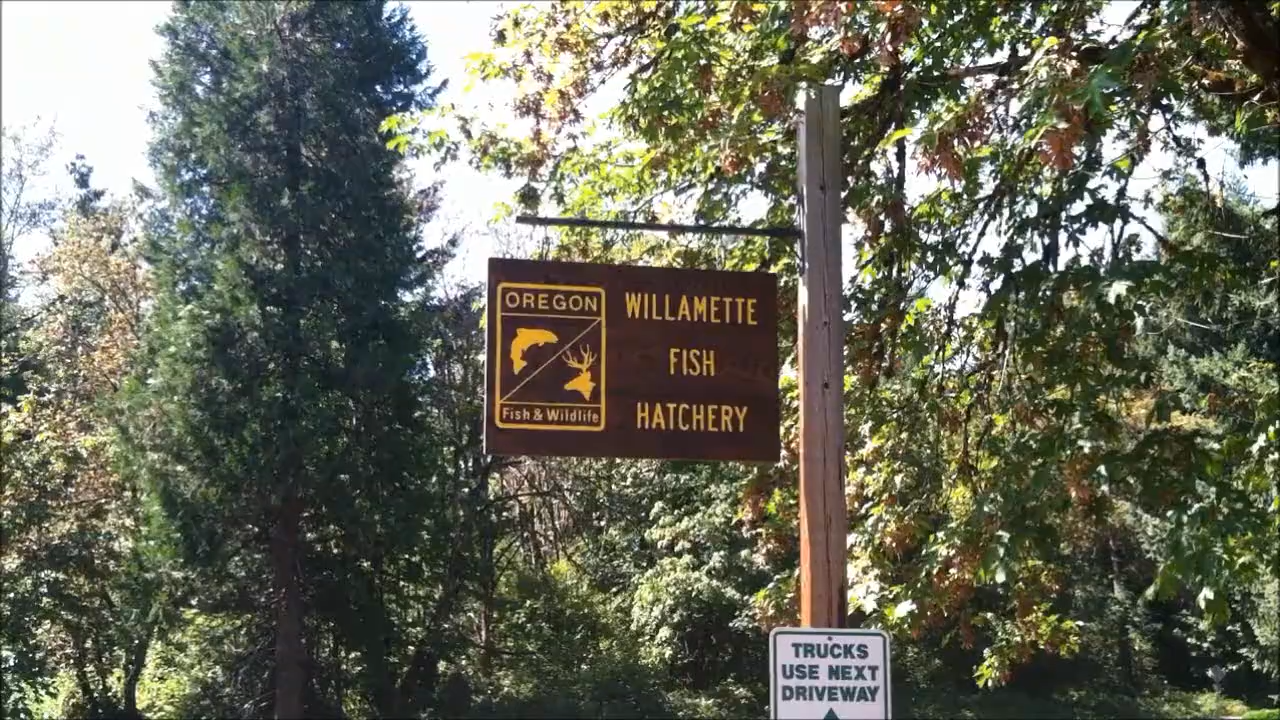 OREGON
Fish & Wildlife
WILLAMETTE
FISH
HATCHERY
TRUCKS
USE NEXT
DRIVEWAY